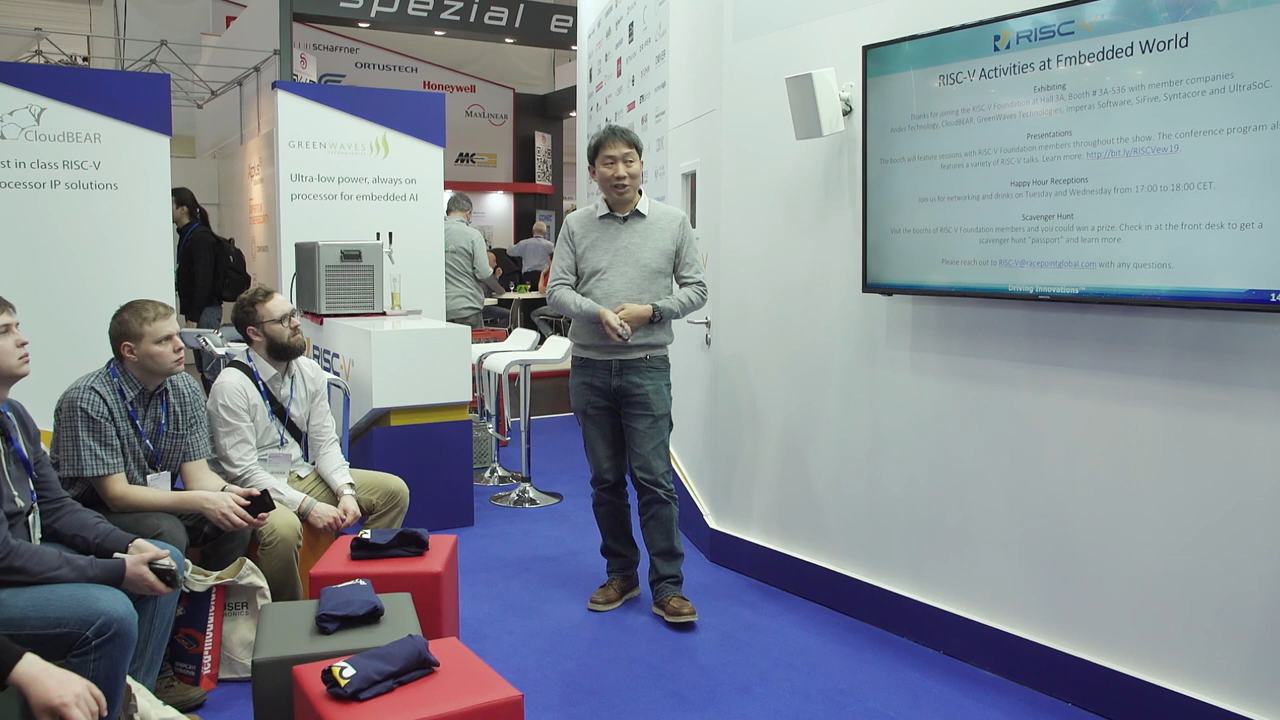 spezial e
SCHAFFNER
ORTUSTECH
Honeywell
MAXLINEAR
CLOUDBEAR
st in class RISC-V
ocessor IP solutions
GREENWAVES
TECHNOLOGIES
Ultra-low power, always on
processor for embedded AI
RISC-V
USER
RONICS
RISC
RISC-V Activities at Embedded World
Exhibiting
Thanks for joining the RISC-V Foundation at Hall 3A, Booth # 3A-536 with member companies
Andes Technology, CloudBEAR, GreenWaves Technologies, Imperas Software, SiFive, Syntacore and UltraSoC.
Presentations
The booth will feature sessions with RISC-V Foundation members throughout the show. The conference program al
features a variety of RISC-V talks. Learn more: http://bit.ly/RISCVew19.
Happy Hour Receptions
Join us for networking and drinks on Tuesday and Wednesday from 17:00 to 18:00 CET.
Scavenger Hunt
Visit the booths of RISC-V Foundation members and you could win a prize. Check in at the front desk to get a
scavenger hunt "passport" and learn more.
Please reach out to RISC-V@racepointglobal.com with any questions.
Driving Innovations™